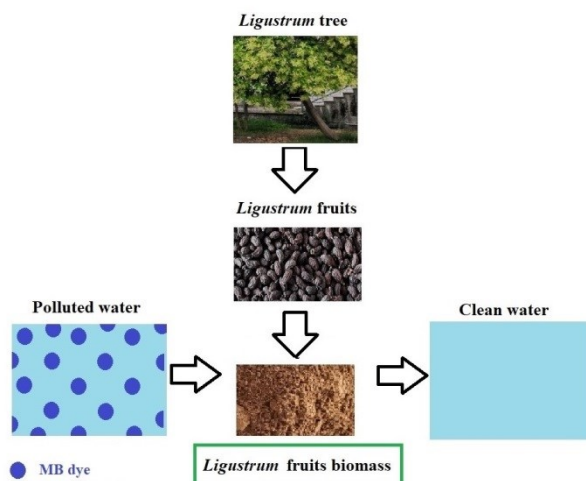 Ligustrum tree
Ligustrum fruits
Polluted water
Clean water
MB dye
Ligustrum fruits biomass